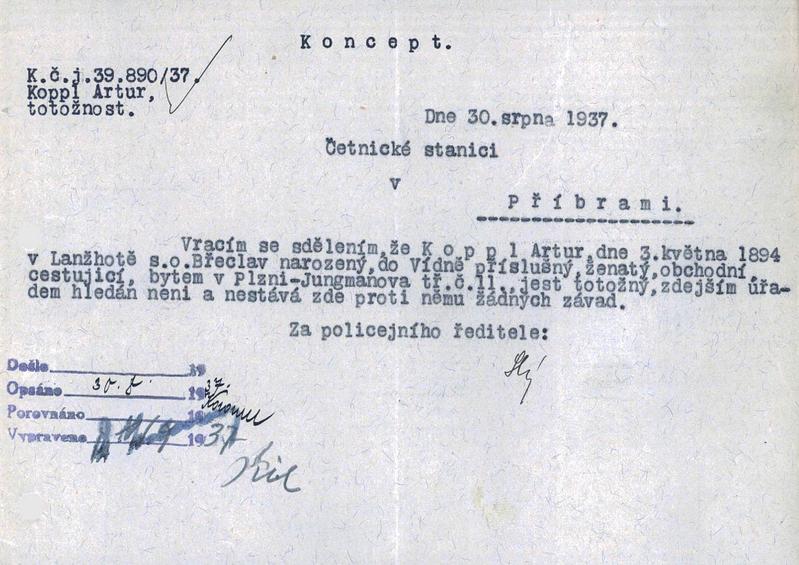 Koncept.
K.č.j.39.890/37.
Koppl Artur,
totožnost.
Dne 30.srpna 1937.
Četnické stanici
v
Příbrami.
Vracím se sdělením,že Koppl Artur,dne 3.května 1894
v Lanžhotě s.o.Břeclav narozený,do Vídně příslušný,ženatý,obchodní
cestující, bytem v Plzni-Jungmanova tř.č.11.,jest totožný,zdejším úřa-
dem hledán neni a nestává zde proti němu žádných závad.
Za policejního ředitele:
Došlo 19
Opsáno 30.8. 1937.
Porovnáno 19
Vypraveno 1937